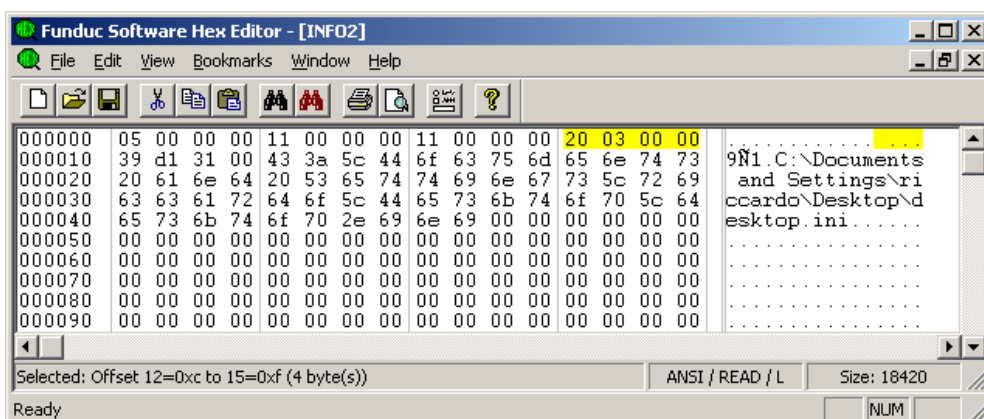 Funduc Software Hex Editor - [INFO2]
File Edit View Bookmarks Window Help
000000 05 00 00 00 11 00 00 00 11 00 00 00 20 03 00 00 ............ ...
000010 39 d1 31 00 43 3a 5c 44 6f 63 75 6d 65 6e 74 73 9Ñ1.C:\Documents
000020 20 61 6e 64 20 53 65 74 74 69 6e 67 73 5c 72 69 and Settings\ri
000030 63 63 61 72 64 6f 5c 44 65 73 6b 74 6f 70 5c 64 ccardo\Desktop\d
000040 65 73 6b 74 6f 70 2e 69 6e 69 00 00 00 00 00 00 esktop.ini......
000050 00 00 00 00 00 00 00 00 00 00 00 00 00 00 00 00 ................
000060 00 00 00 00 00 00 00 00 00 00 00 00 00 00 00 00 ................
000070 00 00 00 00 00 00 00 00 00 00 00 00 00 00 00 00 ................
000080 00 00 00 00 00 00 00 00 00 00 00 00 00 00 00 00 ................
000090 00 00 00 00 00 00 00 00 00 00 00 00 00 00 00 00 ................
Selected: Offset 12=0xc to 15=0xf (4 byte(s)) ANSI / READ / L Size: 18420
Ready NUM